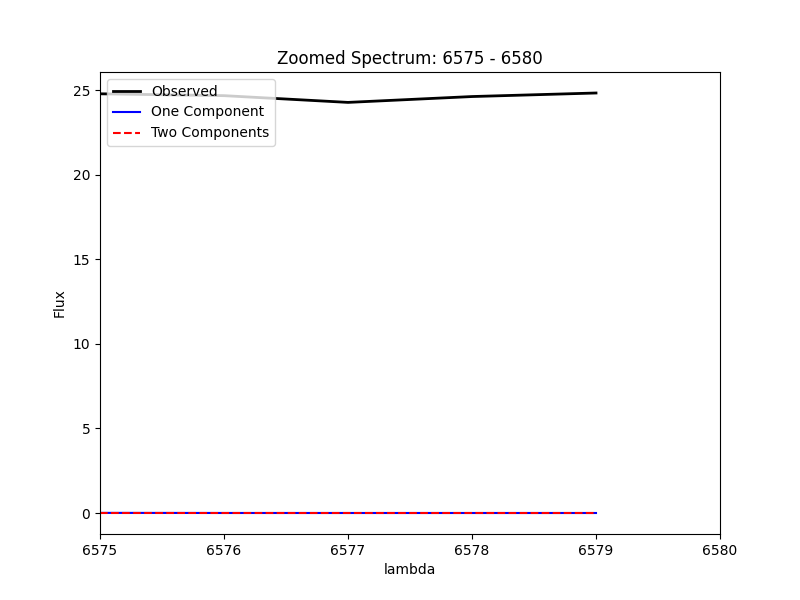 Zoomed Spectrum: 6575 - 6580
Observed
One Component
Two Components
25
20
15
10
5
0
Flux
6575 6576 6577 6578 6579 6580
lambda